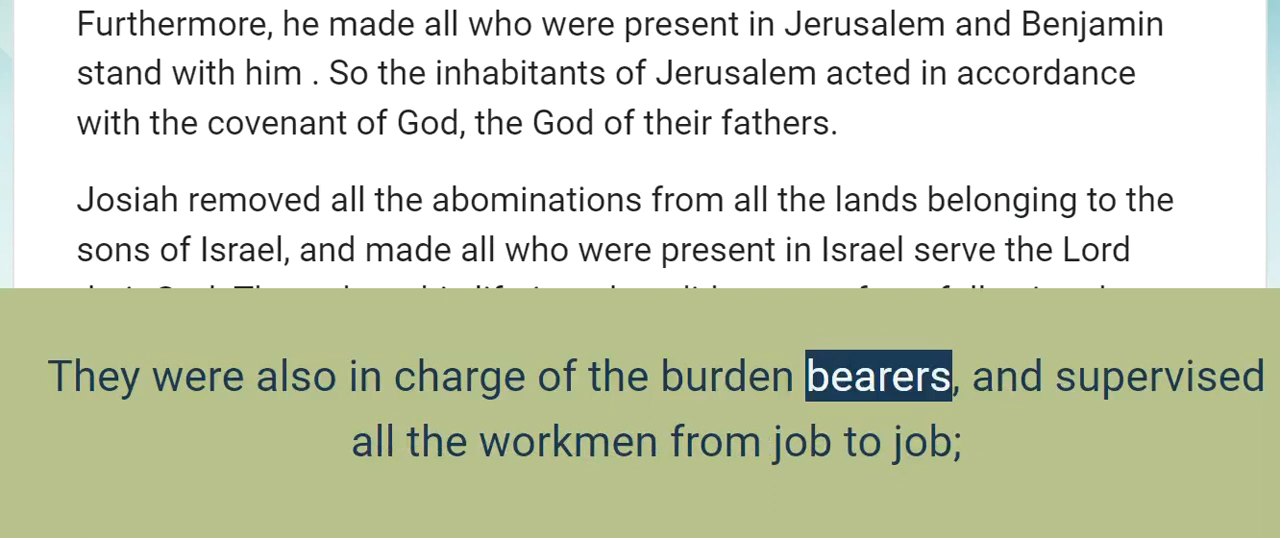 Furthermore, he made all who were present in Jerusalem and Benjamin
stand with him . So the inhabitants of Jerusalem acted in accordance
with the covenant of God, the God of their fathers.
Josiah removed all the abominations from all the lands belonging to the
sons of Israel, and made all who were present in Israel serve the Lord
They were also in charge of the burden bearers, and supervised
all the workmen from job to job;